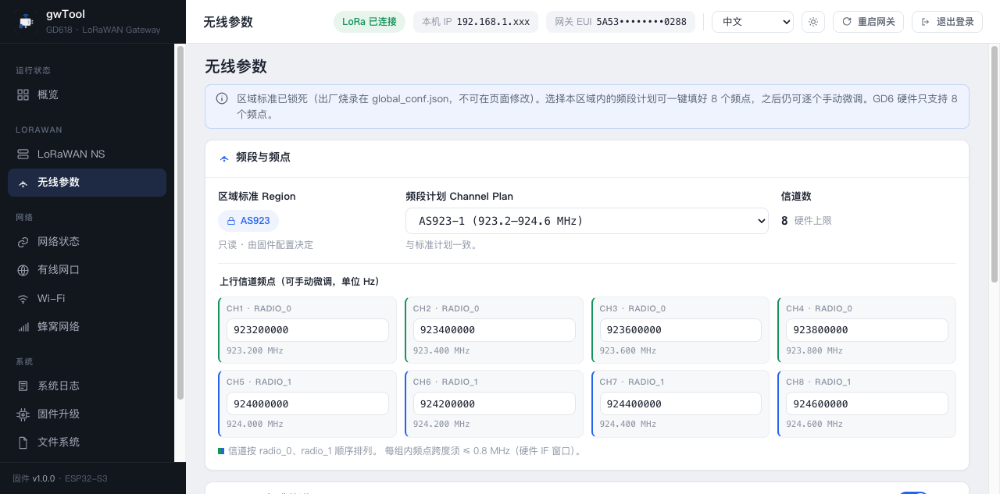 gwTool
GD618 · LoRaWAN Gateway
运行状态
概览
LORAWAN
LoRaWAN NS
无线参数
网络
网络状态
有线网口
Wi-Fi
蜂窝网络
系统
系统日志
固件升级
文件系统
固件 v1.0.0 · ESP32-S3
无线参数
LoRa 已连接
本机 IP 192.168.1.xxx
网关 EUI 5A53••••••••0288
中文
重启网关
退出登录
无线参数
区域标准已锁死（出厂烧录在 global_conf.json，不可在页面修改）。选择本区域内的频段计划可一键填好 8 个频点，之后仍可逐个手动微调。GD6 硬件只支持 8
个频点。
频段与频点
区域标准 Region
AS923
只读 · 由固件配置决定
频段计划 Channel Plan
AS923-1 (923.2–924.6 MHz)
与标准计划一致。
信道数
8 硬件上限
上行信道频点（可手动微调，单位 Hz）
CH1 · RADIO_0
923200000
923.200 MHz
CH2 · RADIO_0
923400000
923.400 MHz
CH3 · RADIO_0
923600000
923.600 MHz
CH4 · RADIO_0
923800000
923.800 MHz
CH5 · RADIO_1
924000000
924.000 MHz
CH6 · RADIO_1
924200000
924.200 MHz
CH7 · RADIO_1
924400000
924.400 MHz
CH8 · RADIO_1
924600000
924.600 MHz
信道按 radio_0、radio_1 顺序排列。 每组内频点跨度须 ≤ 0.8 MHz（硬件 IF 窗口）。